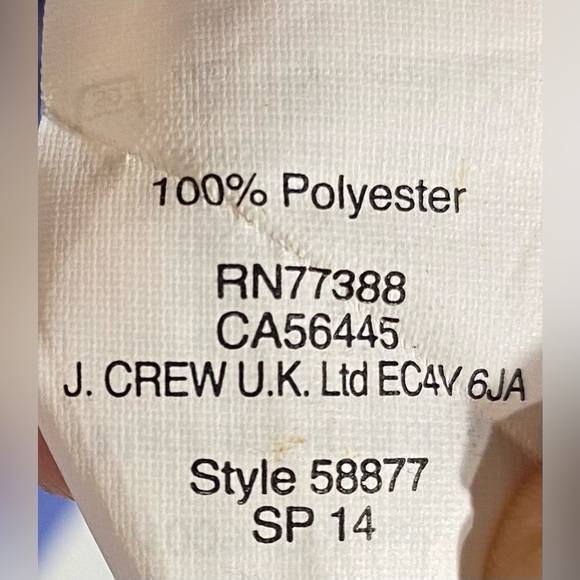 100% Polyester
RN77388
CA56445
J. CREW U.K. Ltd EC4V 6JA
Style 58877
SP 14